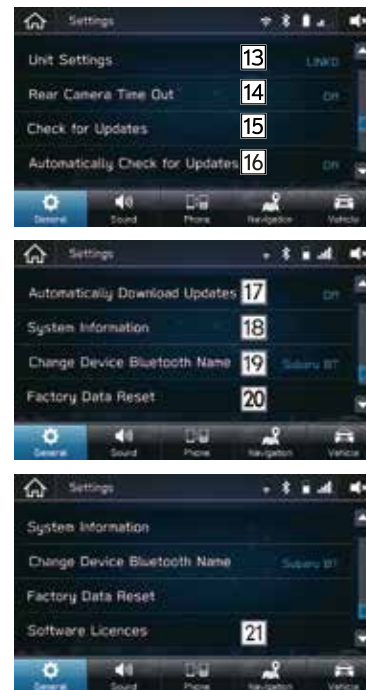 Settings
Unit Settings 13 LINKD
Rear Camera Time Out 14 Off
Check for Updates 15
Automatically Check for Updates 16 On
General Sound Phone Navigation Vehicle
Settings
Automatically Download Updates 17 Off
System Information 18
Change Device Bluetooth Name 19 Subaru BT
Factory Data Reset 20
General Sound Phone Navigation Vehicle
Settings
System Information
Change Device Bluetooth Name Subaru BT
Factory Data Reset
Software Licences 21
General Sound Phone Navigation Vehicle